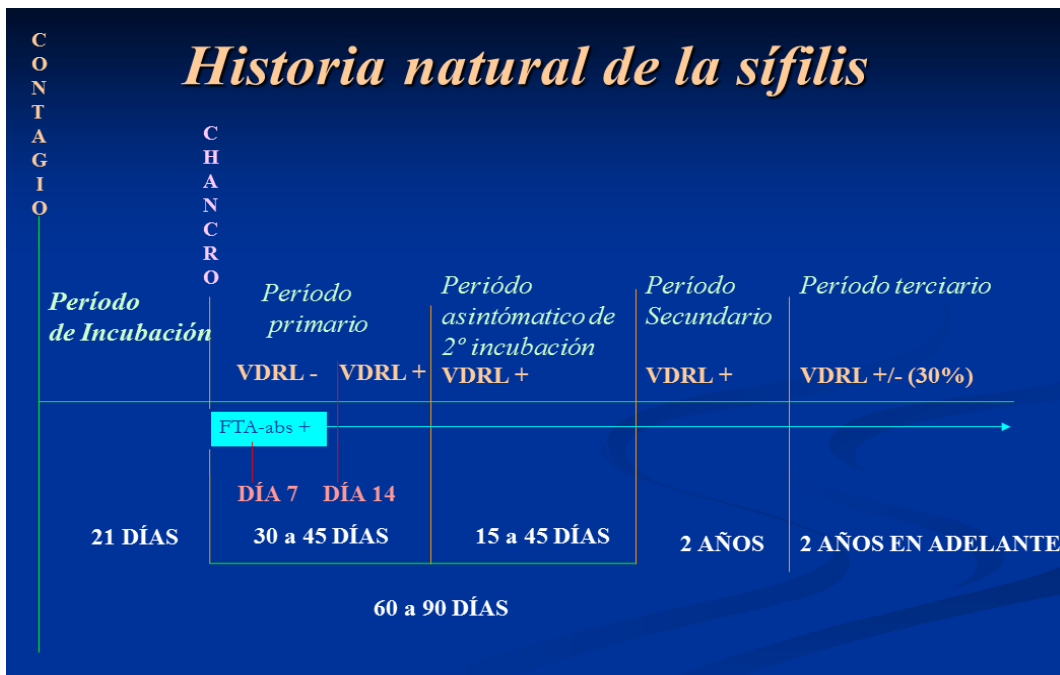 CONTAGIO
Historia natural de la sífilis
CHANCRO
Período
de Incubación
Período
primario
Periódo
asintómatico de
2º incubación
Período
Secundario
Período terciario
VDRL -
VDRL +
VDRL +
VDRL +
VDRL +/- (30%)
FTA-abs +
DÍA 7
DÍA 14
21 DÍAS
30 a 45 DÍAS
15 a 45 DÍAS
2 AÑOS
2 AÑOS EN ADELANTE
60 a 90 DÍAS